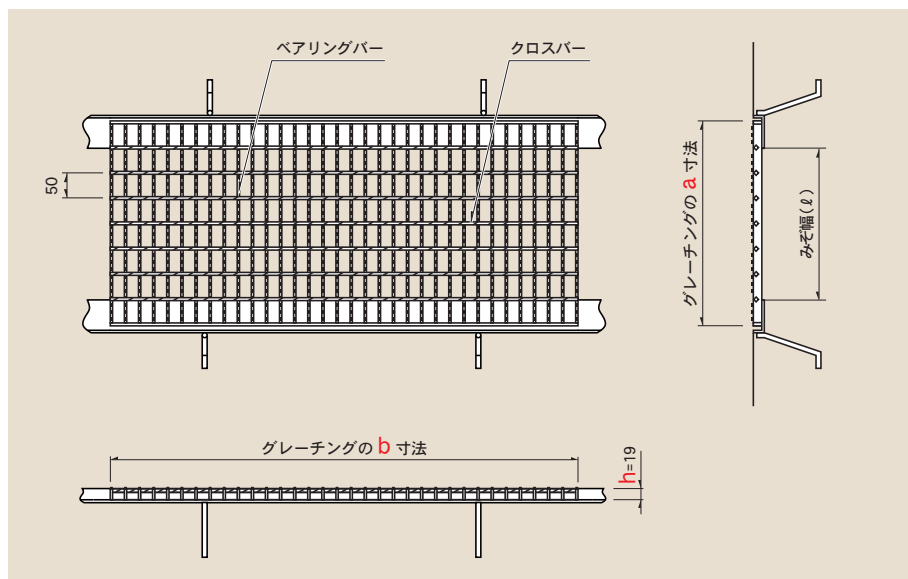 ベアリングバー
クロスバー
50
グレーチングの a 寸法
みぞ幅(ℓ)
グレーチングの b 寸法
h=19